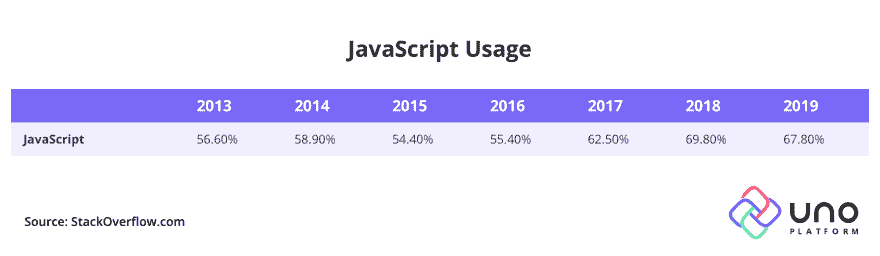 JavaScript Usage
2013 2014 2015 2016 2017 2018 2019
JavaScript 56.60% 58.90% 54.40% 55.40% 62.50% 69.80% 67.80%
Source: StackOverflow.com
uno
PLATFORM